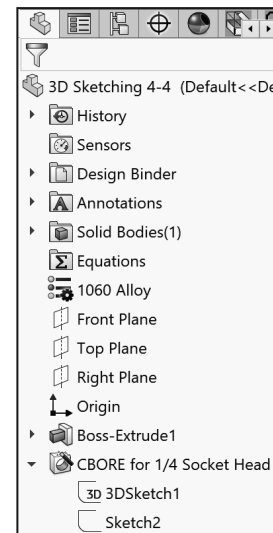 3D Sketching 4-4 (Default<<De
History
Sensors
Design Binder
Annotations
Solid Bodies(1)
Equations
1060 Alloy
Front Plane
Top Plane
Right Plane
Origin
Boss-Extrude1
CBORE for 1/4 Socket Head
3D 3DSketch1
Sketch2